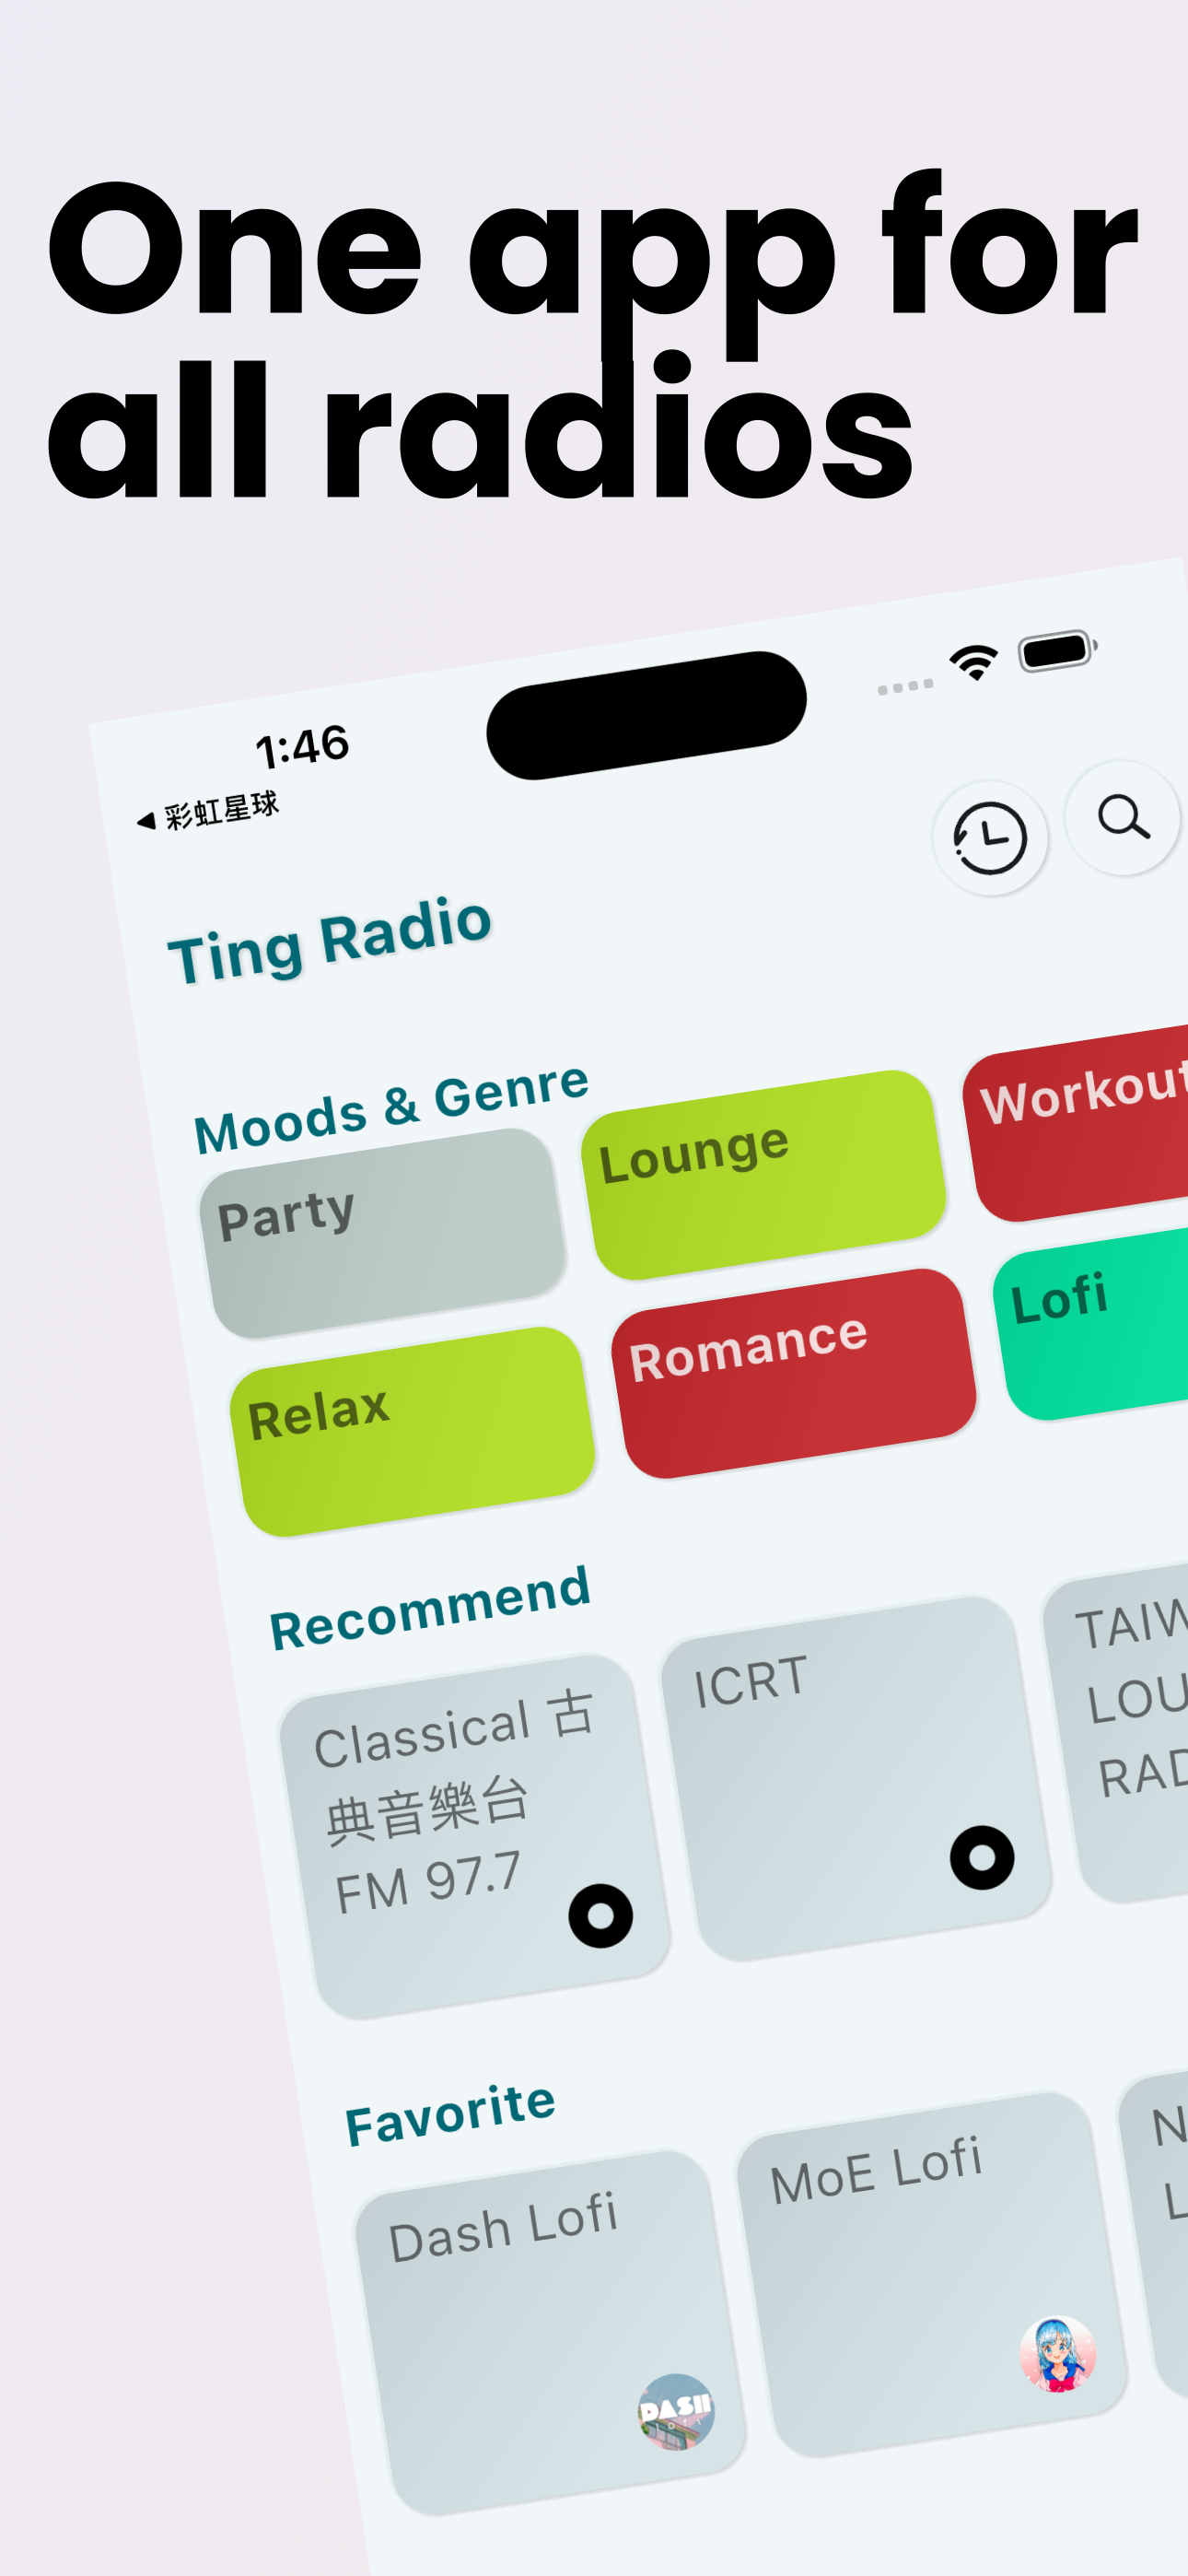 One app for
all radios
1:46
◀ 彩虹星球
Ting Radio
Moods & Genre
Party
Lounge
Workout
Relax
Romance
Lofi
Recommend
Classical 古
典音樂台
FM 97.7
ICRT
TAIW
LOU
RAD
Favorite
Dash Lofi
DASH
MoE Lofi
N
L